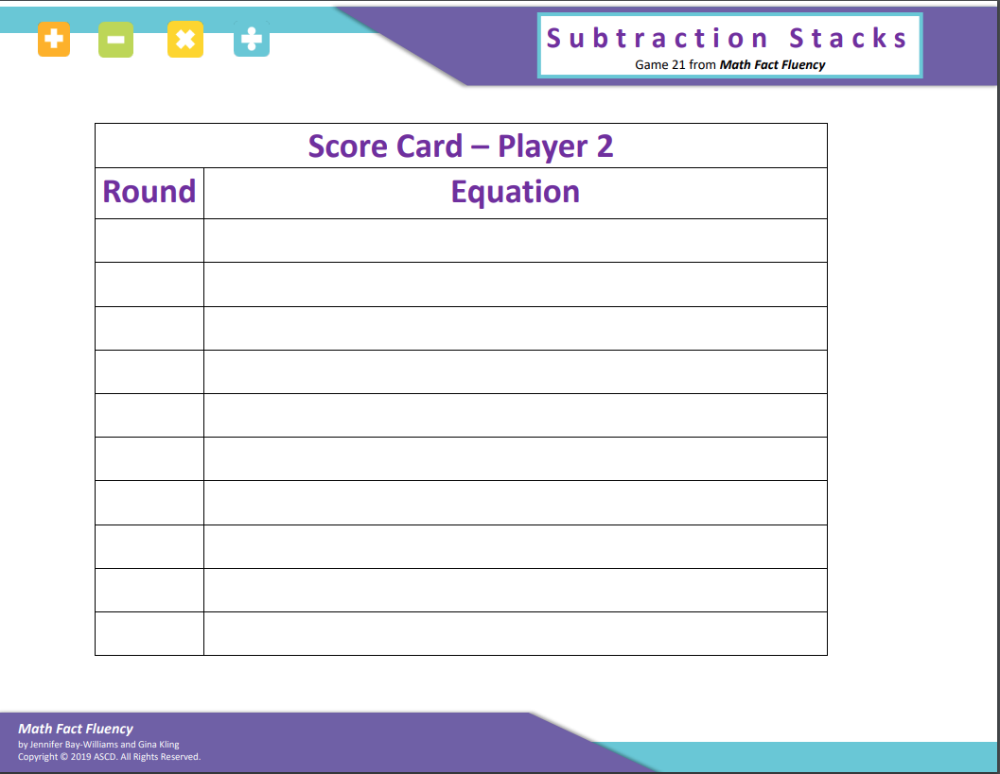 Subtraction Stacks
Game 21 from Math Fact Fluency
Score Card – Player 2
Round Equation
Math Fact Fluency
by Jennifer Bay-Williams and Gina Kling
Copyright © 2019 ASCD. All Rights Reserved.